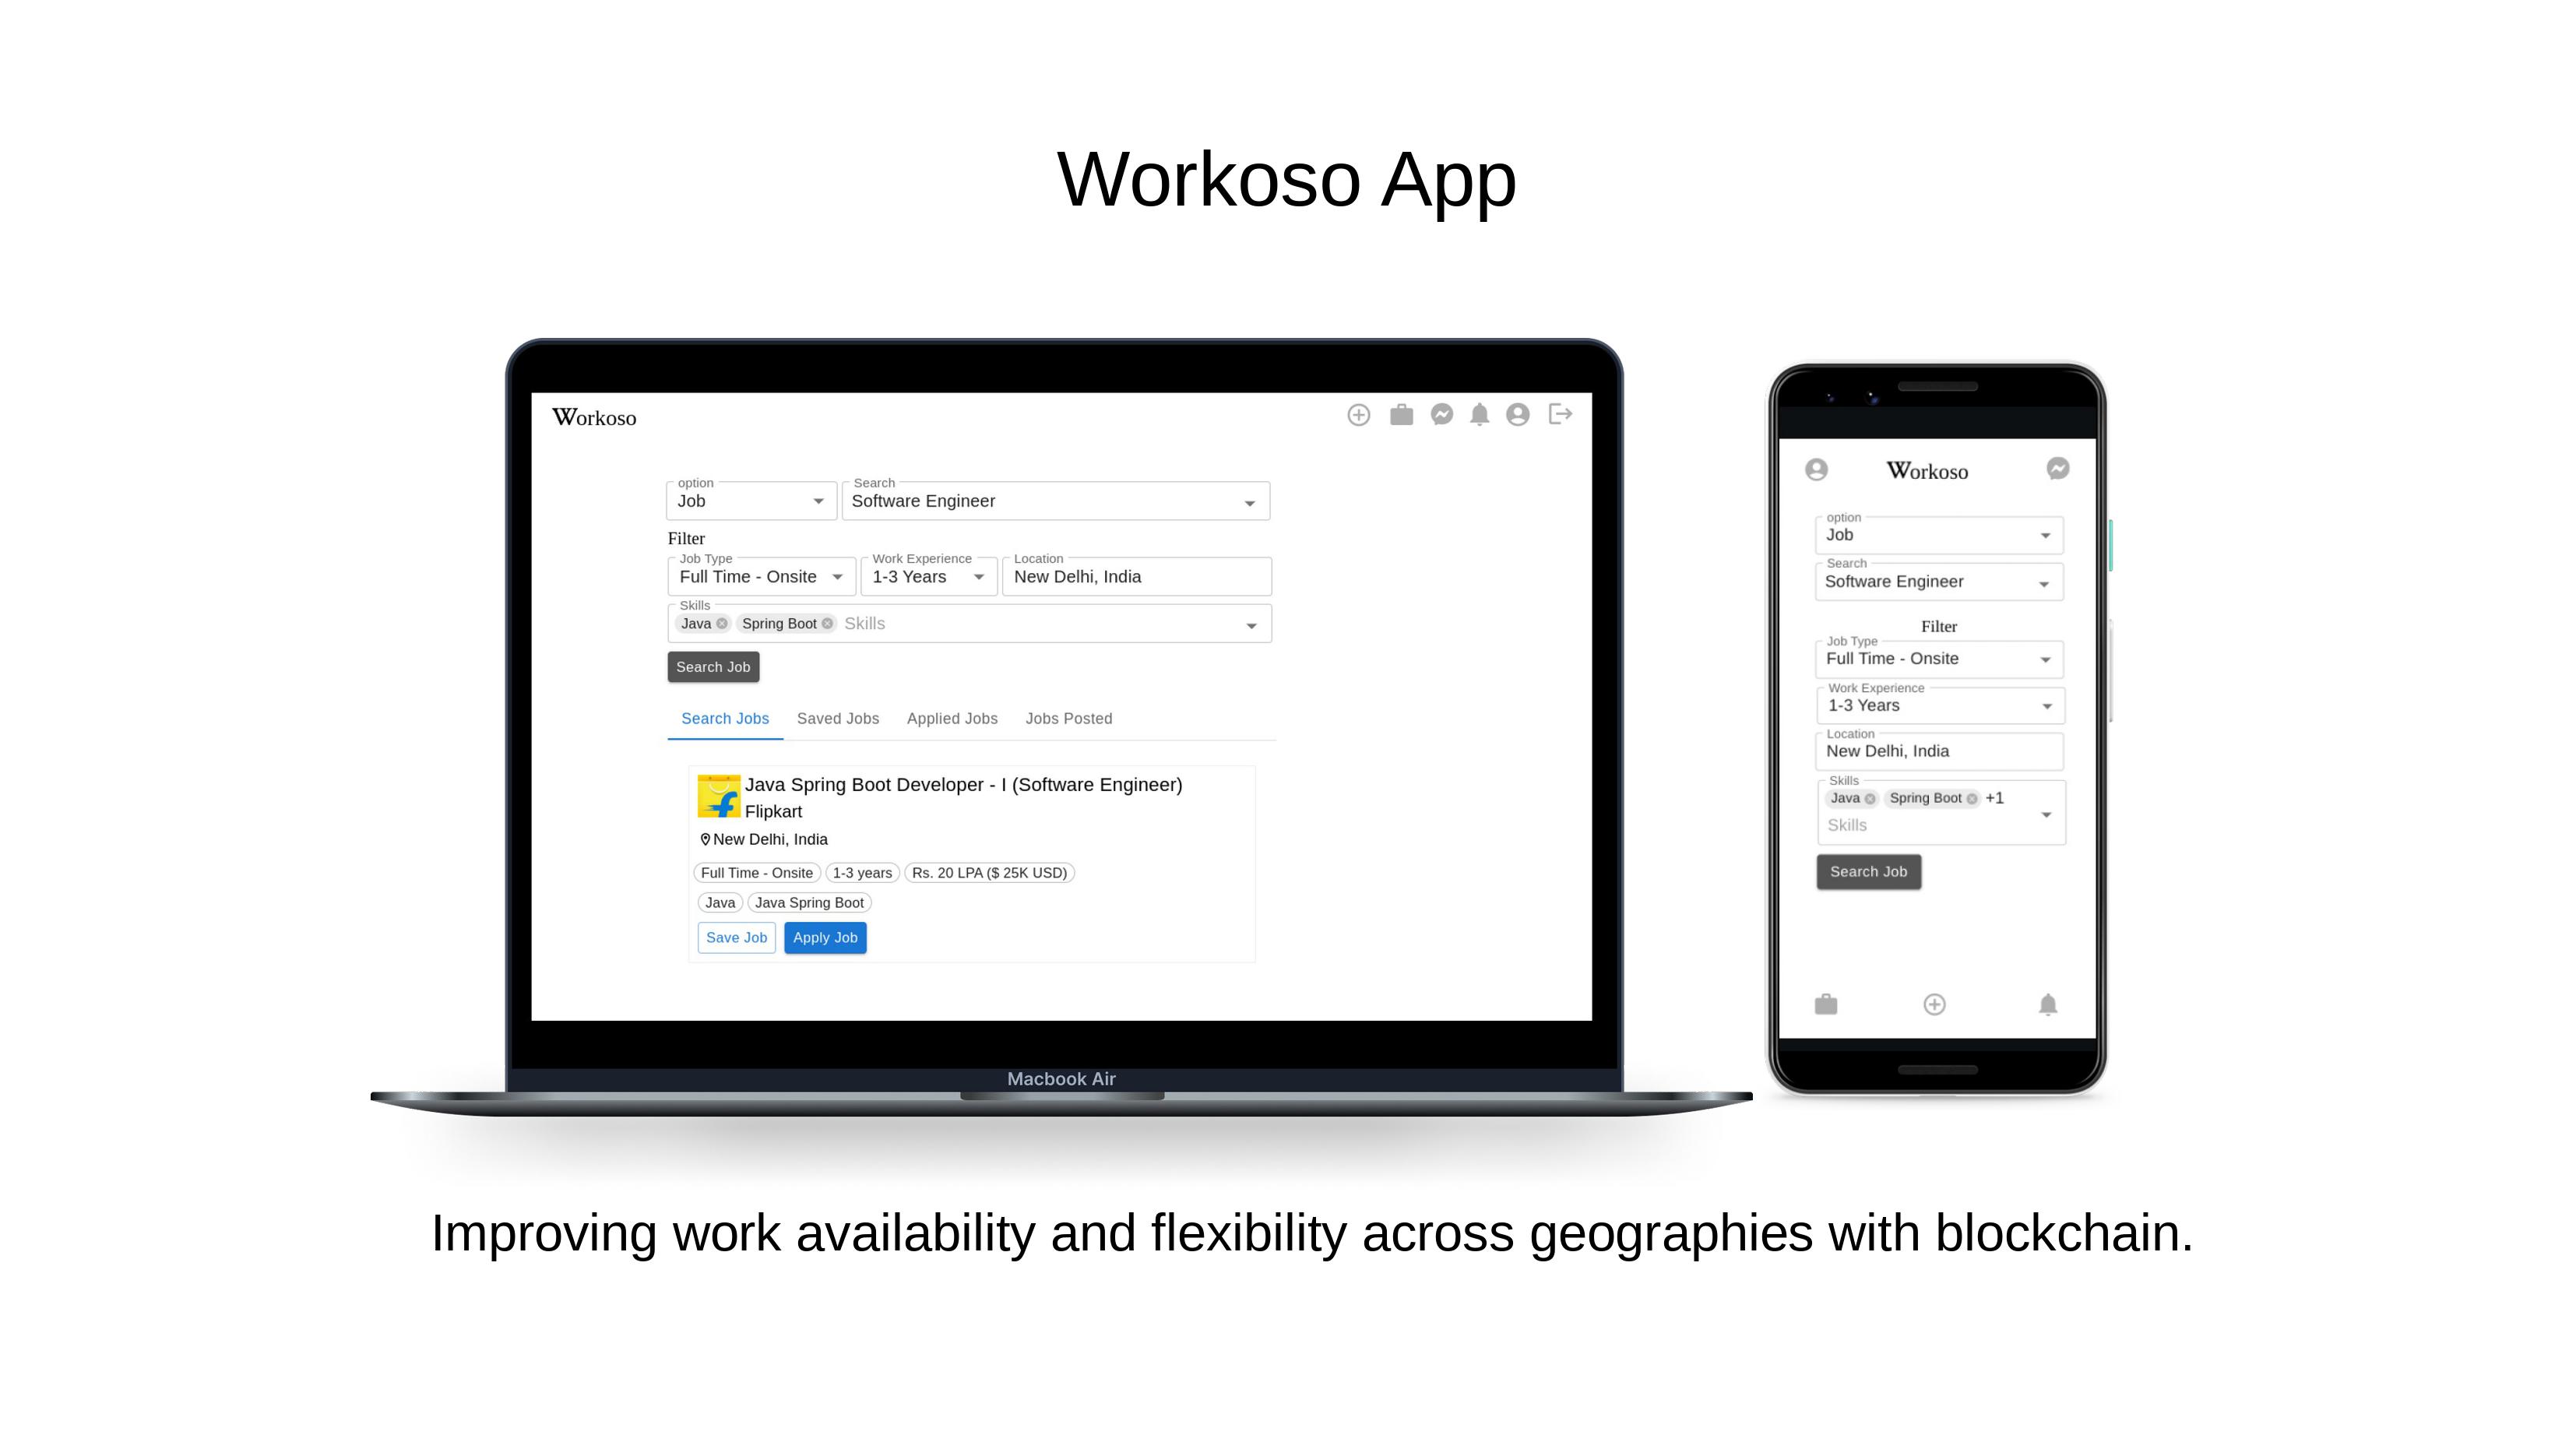 Workoso App
Workoso
option
Job
Search
Software Engineer
Filter
Job Type
Full Time - Onsite
Work Experience
1-3 Years
Location
New Delhi, India
Skills
Java Spring Boot Skills
Search Job
Search Jobs Saved Jobs Applied Jobs Jobs Posted
Java Spring Boot Developer - I (Software Engineer)
Flipkart
New Delhi, India
Full Time - Onsite 1-3 years Rs. 20 LPA ($ 25K USD)
Java Java Spring Boot
Save Job Apply Job
Macbook Air
Workoso
option
Job
Search
Software Engineer
Filter
Job Type
Full Time - Onsite
Work Experience
1-3 Years
Location
New Delhi, India
Skills
Java Spring Boot +1
Skills
Search Job
Improving work availability and flexibility across geographies with blockchain.